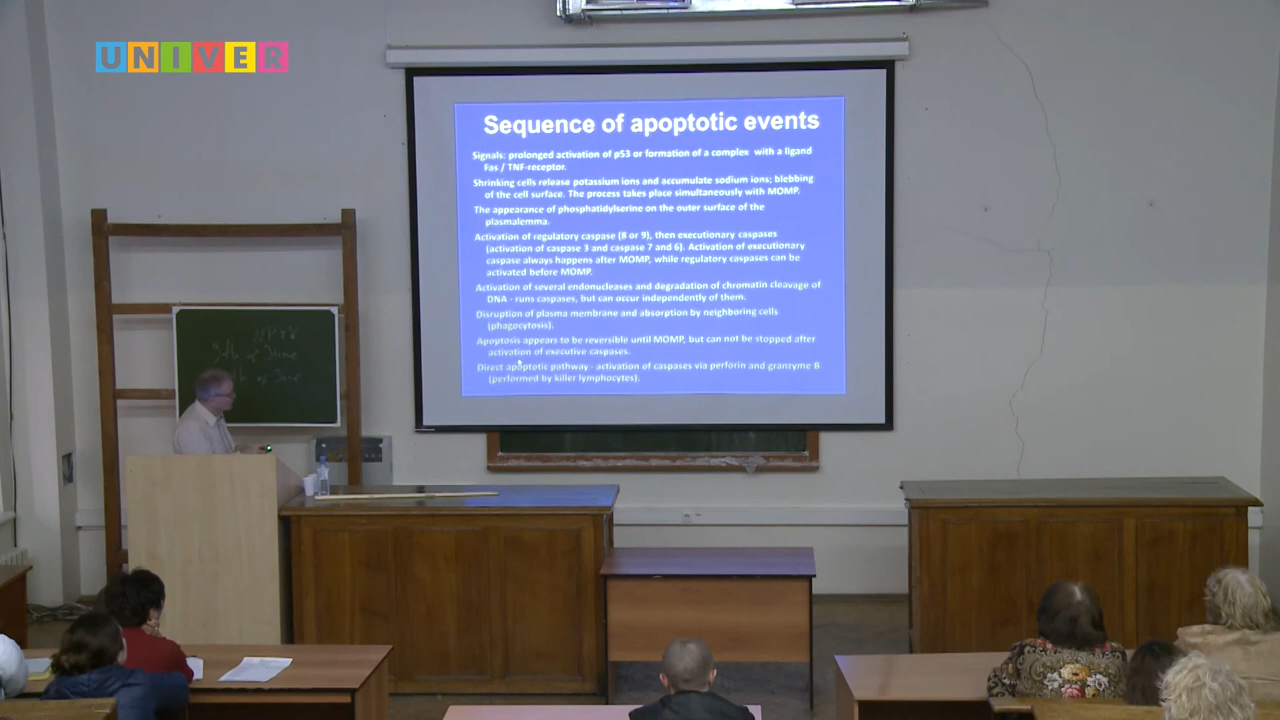 UNIVER
Sequence of apoptotic events
Signals: prolonged activation of p53 or formation of a complex with a ligand
Fas / TNF-receptor.
Shrinking cells release potassium ions and accumulate sodium ions; blebbing
of the cell surface. The process takes place simultaneously with MOMP.
The appearance of phosphatidylserine on the outer surface of the
plasmalemma.
Activation of regulatory caspase (8 or 9), then executionary caspases
(activation of caspase 3 and caspase 7 and 6). Activation of executionary
caspase always happens after MOMP, while regulatory caspases can be
activated before MOMP.
Activation of several endonucleases and degradation of chromatin cleavage of
DNA - runs caspases, but can occur independently of them.
Disruption of plasma membrane and absorption by neighboring cells
(phagocytosis).
Apoptosis appears to be reversible until MOMP, but can not be stopped after
activation of executive caspases.
Direct apoptotic pathway - activation of caspases via perforin and granzyme B
(performed by killer lymphocytes).